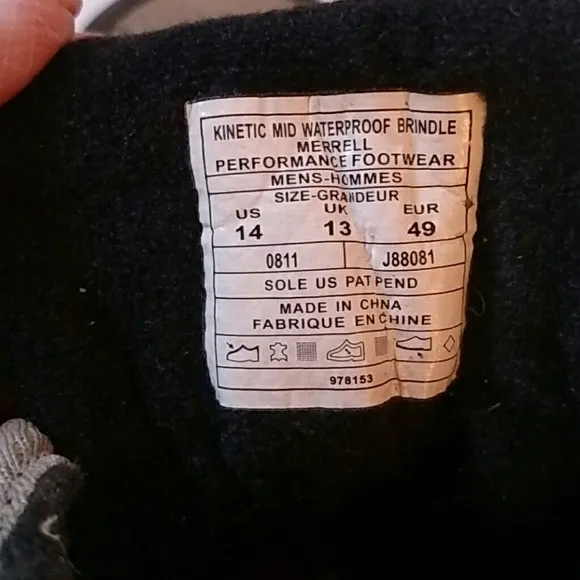 KINETIC MID WATERPROOF BRINDLE
MERRELL
PERFORMANCE FOOTWEAR
MENS-HOMMES
SIZE-GRANDEUR
US UK EUR
14 13 49
0811 J88081
SOLE US PAT PEND
MADE IN CHNA
FABRIQUE EN CHINE
978153